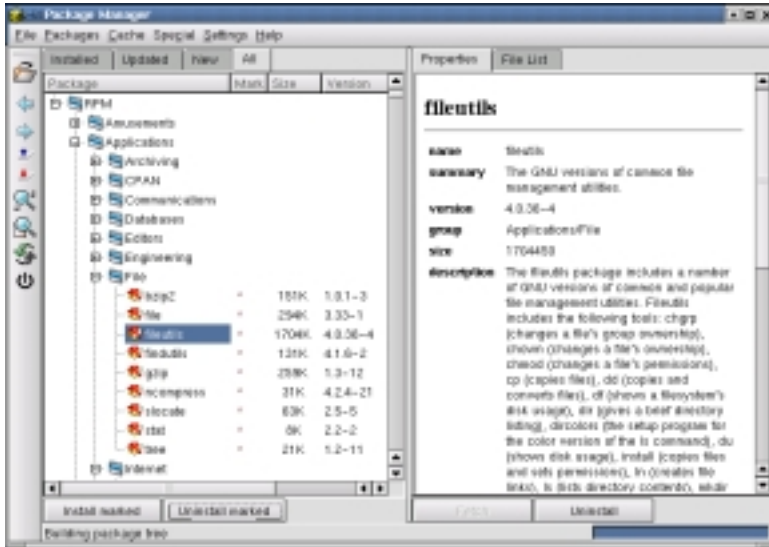 Package Manager
File Packages Cache Special Settings Help
Installed Updated New All
Package Mark Size Version
RPM
Amusements
Applications
Archiving
CPAN
Communications
Databases
Editors
Engineering
File
bzip2 151K 1.0.1-3
file 294K 3.33-1
fileutils 1704K 4.0.36-4
findutils 131K 4.1.6-2
gzip 259K 1.3-12
ncompress 31K 4.2.4-21
slocate 63K 2.5-5
stat 8K 2.2-2
tree 21K 1.2-11
Internet
Install marked Uninstall marked
Building package tree
Properties File List
fileutils
name fileutils
summary The GNU versions of common file
management utilities.
version 4.0.36-4
group Applications/File
size 1704459
description The fileutils package includes a number
of GNU versions of common and popular
file management utilities. Fileutils
includes the following tools: chgrp
(changes a file's group ownership),
chown (changes a file's ownership),
chmod (changes a file's permissions),
cp (copies files), dd (copies and
converts files), df (shows a filesystem's
disk usage), dir (gives a brief directory
listing), dircolors (the setup program for
the color version of the ls command), du
(shows disk usage), install (copies files
and sets permissions), ln (creates file
links), ls (lists directory contents), mkdir
Fetch Uninstall